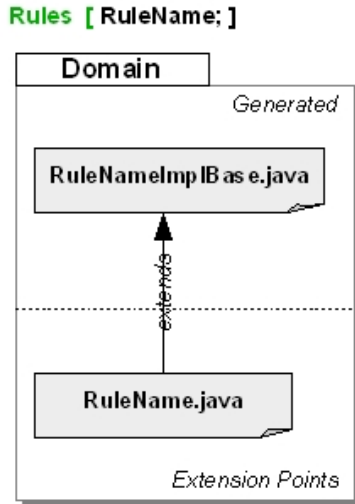 Rules [ RuleName; ]
Domain
Generated
RuleNameImplBase.java
extends
RuleName.java
Extension Points